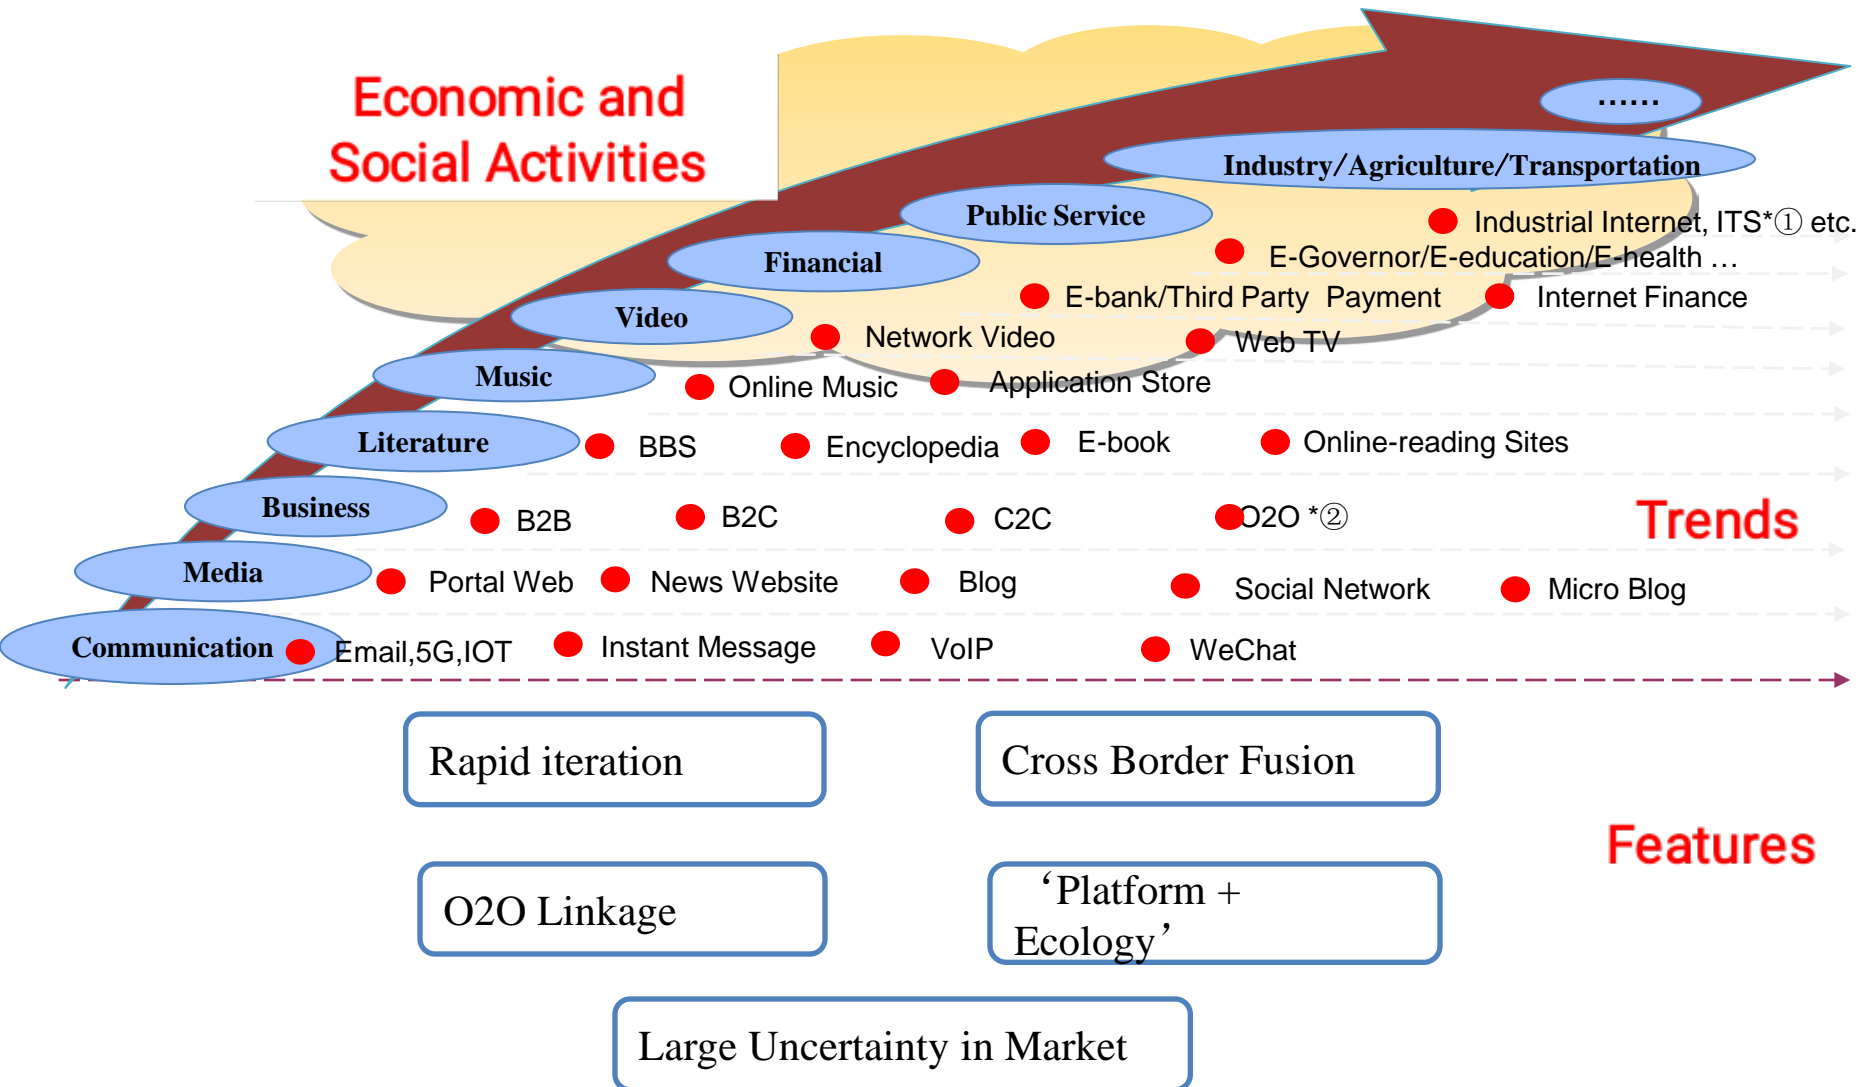 Economic and
Social Activities
……
Industry/Agriculture/Transportation
Public Service
Industrial Internet, ITS*① etc.
Financial
E-Governor/E-education/E-health …
Video
E-bank/Third Party Payment
Internet Finance
Network Video
Web TV
Music
Online Music
Application Store
Literature
BBS
Encyclopedia
E-book
Online-reading Sites
Business
B2B
B2C
C2C
O2O *②
Trends
Media
Portal Web
News Website
Blog
Social Network
Micro Blog
Communication
Email,5G,IOT
Instant Message
VoIP
WeChat
Rapid iteration
Cross Border Fusion
Features
O2O Linkage
‘Platform +
Ecology’
Large Uncertainty in Market